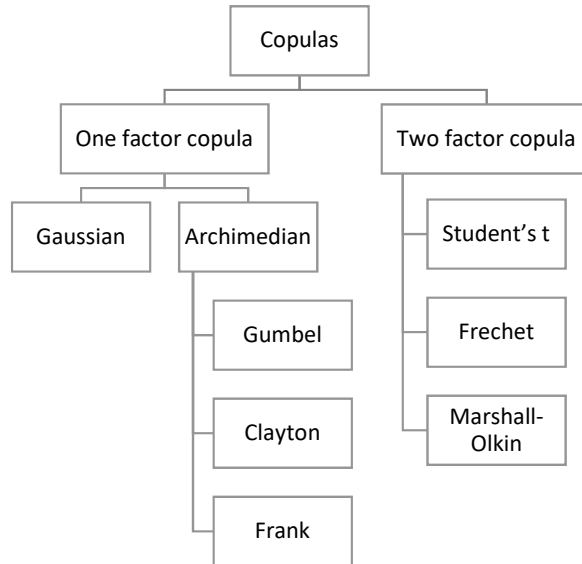 Copulas
One factor copula
Two factor copula
Gaussian
Archimedian
Student’s t
Gumbel
Frechet
Clayton
Marshall-
Olkin
Frank